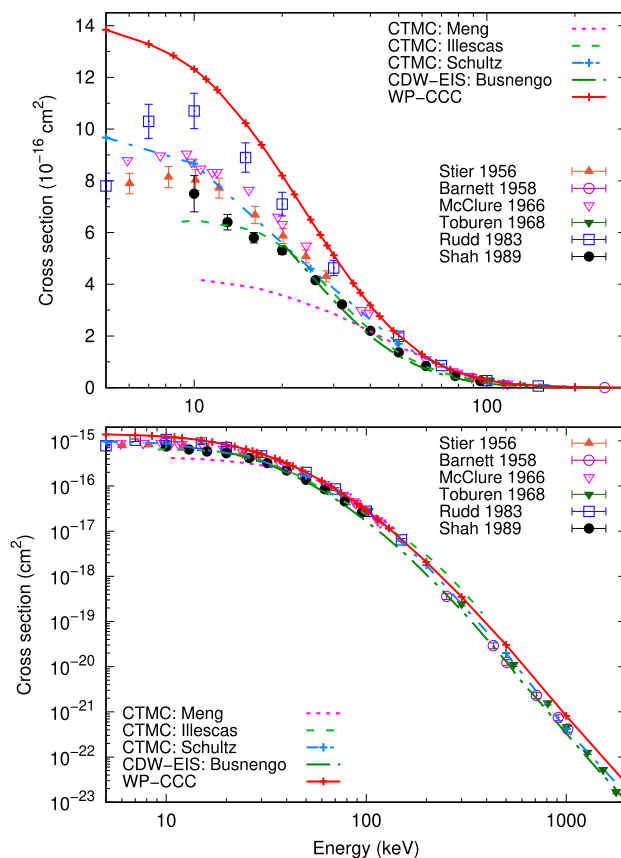 16
14
12
10
8
6
4
2
0
Cross section (10⁻¹⁶ cm²)
CTMC: Meng
CTMC: Illescas
CTMC: Schultz
CDW−EIS: Busnengo
WP−CCC
Stier 1956
Barnett 1958
McClure 1966
Toburen 1968
Rudd 1983
Shah 1989
10
100
10⁻¹⁵
10⁻¹⁶
10⁻¹⁷
10⁻¹⁸
10⁻¹⁹
10⁻²⁰
10⁻²¹
10⁻²²
10⁻²³
Cross section (cm²)
Stier 1956
Barnett 1958
McClure 1966
Toburen 1968
Rudd 1983
Shah 1989
CTMC: Meng
CTMC: Illescas
CTMC: Schultz
CDW−EIS: Busnengo
WP−CCC
10
100
1000
Energy (keV)